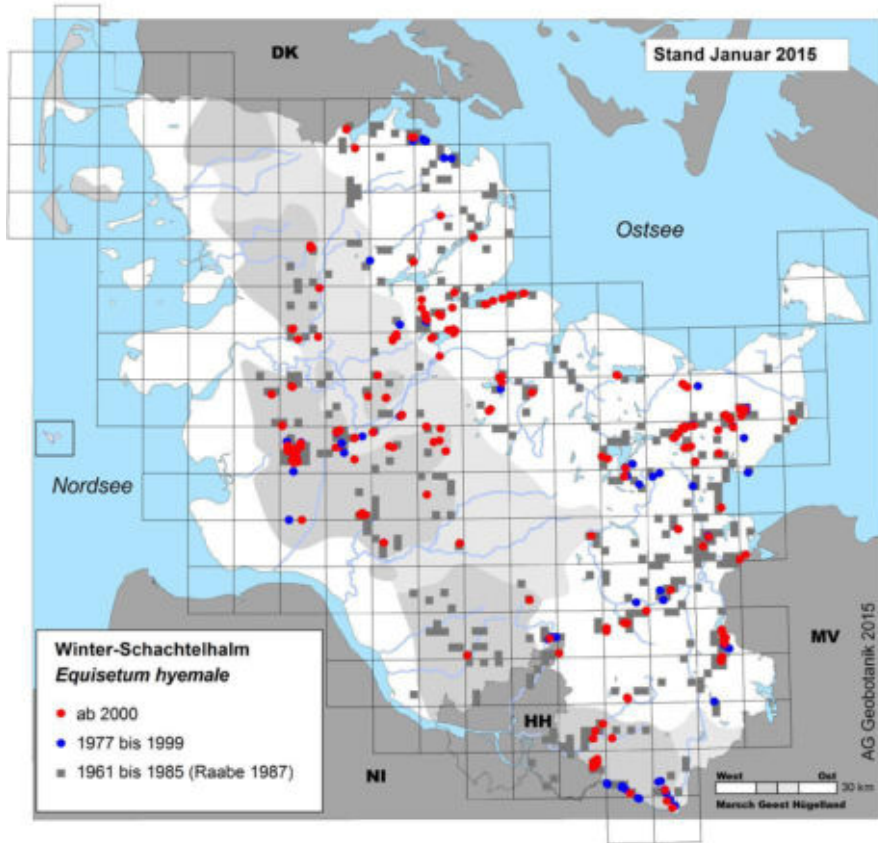 DK
Stand Januar 2015
Ostsee
Nordsee
MV
HH
NI
Winter-Schachtelhalm
Equisetum hyemale
ab 2000
1977 bis 1999
1961 bis 1985 (Raabe 1987)
West Ost
30 km
Marsch Geest Hügelland
AG Geobotanik 2015